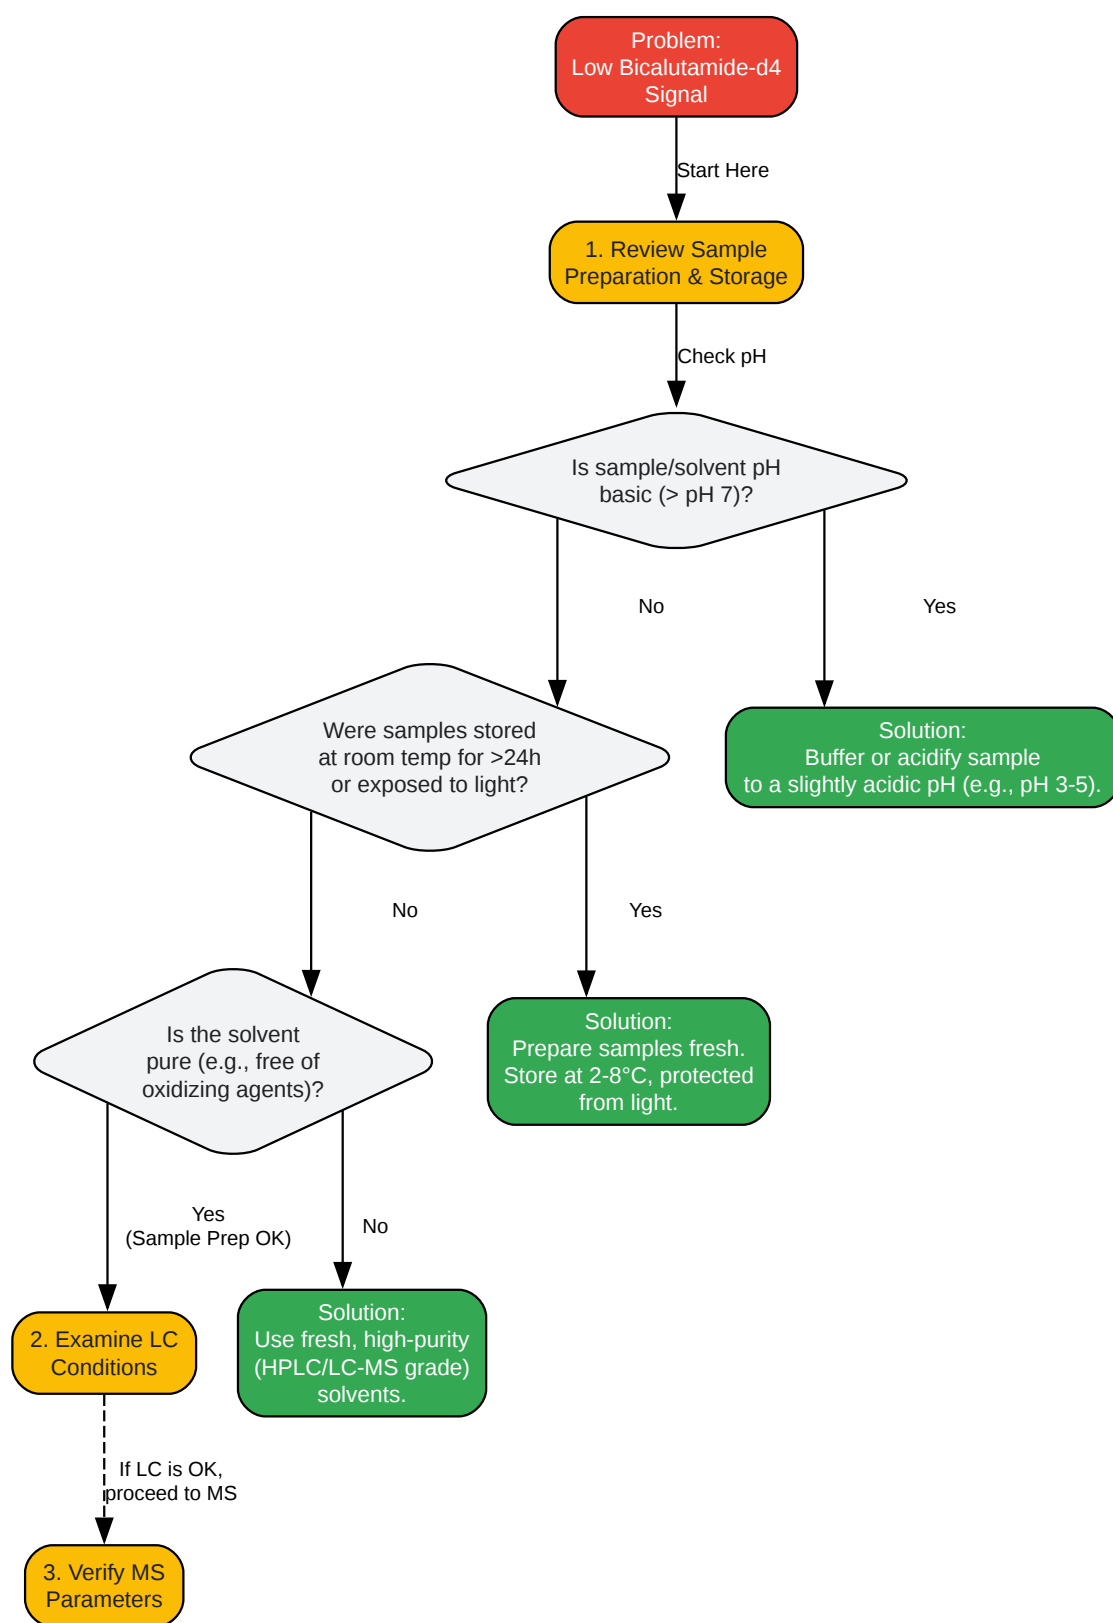 Problem:
Low Bicalutamide-d4
Signal
Start Here
1. Review Sample
Preparation & Storage
Check pH
Is sample/solvent pH
basic (> pH 7)?
No
Yes
Were samples stored
at room temp for >24h
or exposed to light?
Solution:
Buffer or acidify sample
to a slightly acidic pH (e.g., pH 3-5).
No
Yes
Is the solvent
pure (e.g., free of
oxidizing agents)?
Solution:
Prepare samples fresh.
Store at 2-8°C, protected
from light.
Yes
(Sample Prep OK)
No
2. Examine LC
Conditions
Solution:
Use fresh, high-purity
(HPLC/LC-MS grade)
solvents.
If LC is OK,
proceed to MS
3. Verify MS
Parameters